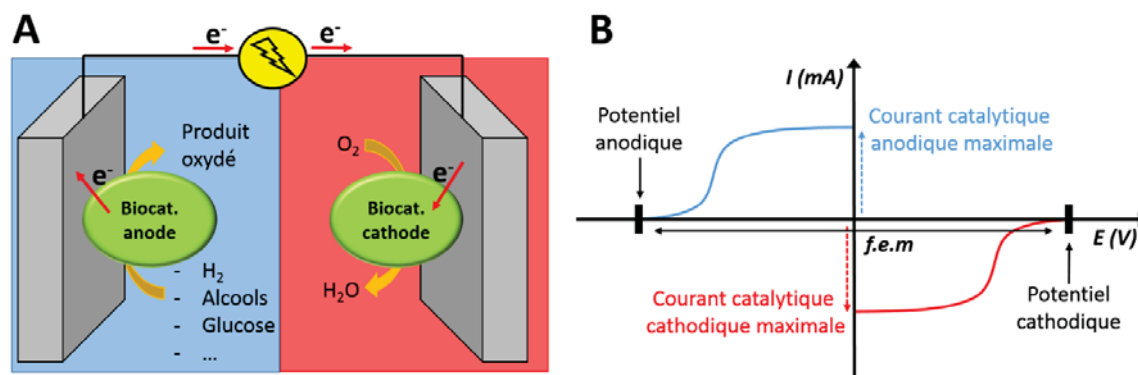 A
e-
e-
Produit
oxydé
e-
Biocat.
anode
- H2
- Alcools
- Glucose
- ...
O2
e-
Biocat.
cathode
H2O
B
I (mA)
Potentiel
anodique
Courant catalytique
anodique maximale
f.e.m
E (V)
Courant catalytique
cathodique maximale
Potentiel
cathodique